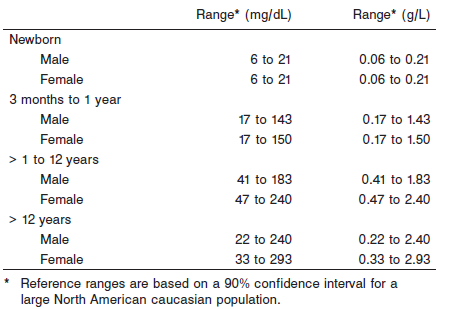 Range* (mg/dL) Range* (g/L)
Newborn
Male 6 to 21 0.06 to 0.21
Female 6 to 21 0.06 to 0.21
3 months to 1 year
Male 17 to 143 0.17 to 1.43
Female 17 to 150 0.17 to 1.50
> 1 to 12 years
Male 41 to 183 0.41 to 1.83
Female 47 to 240 0.47 to 2.40
> 12 years
Male 22 to 240 0.22 to 2.40
Female 33 to 293 0.33 to 2.93
* Reference ranges are based on a 90% confidence interval for a
large North American caucasian population.